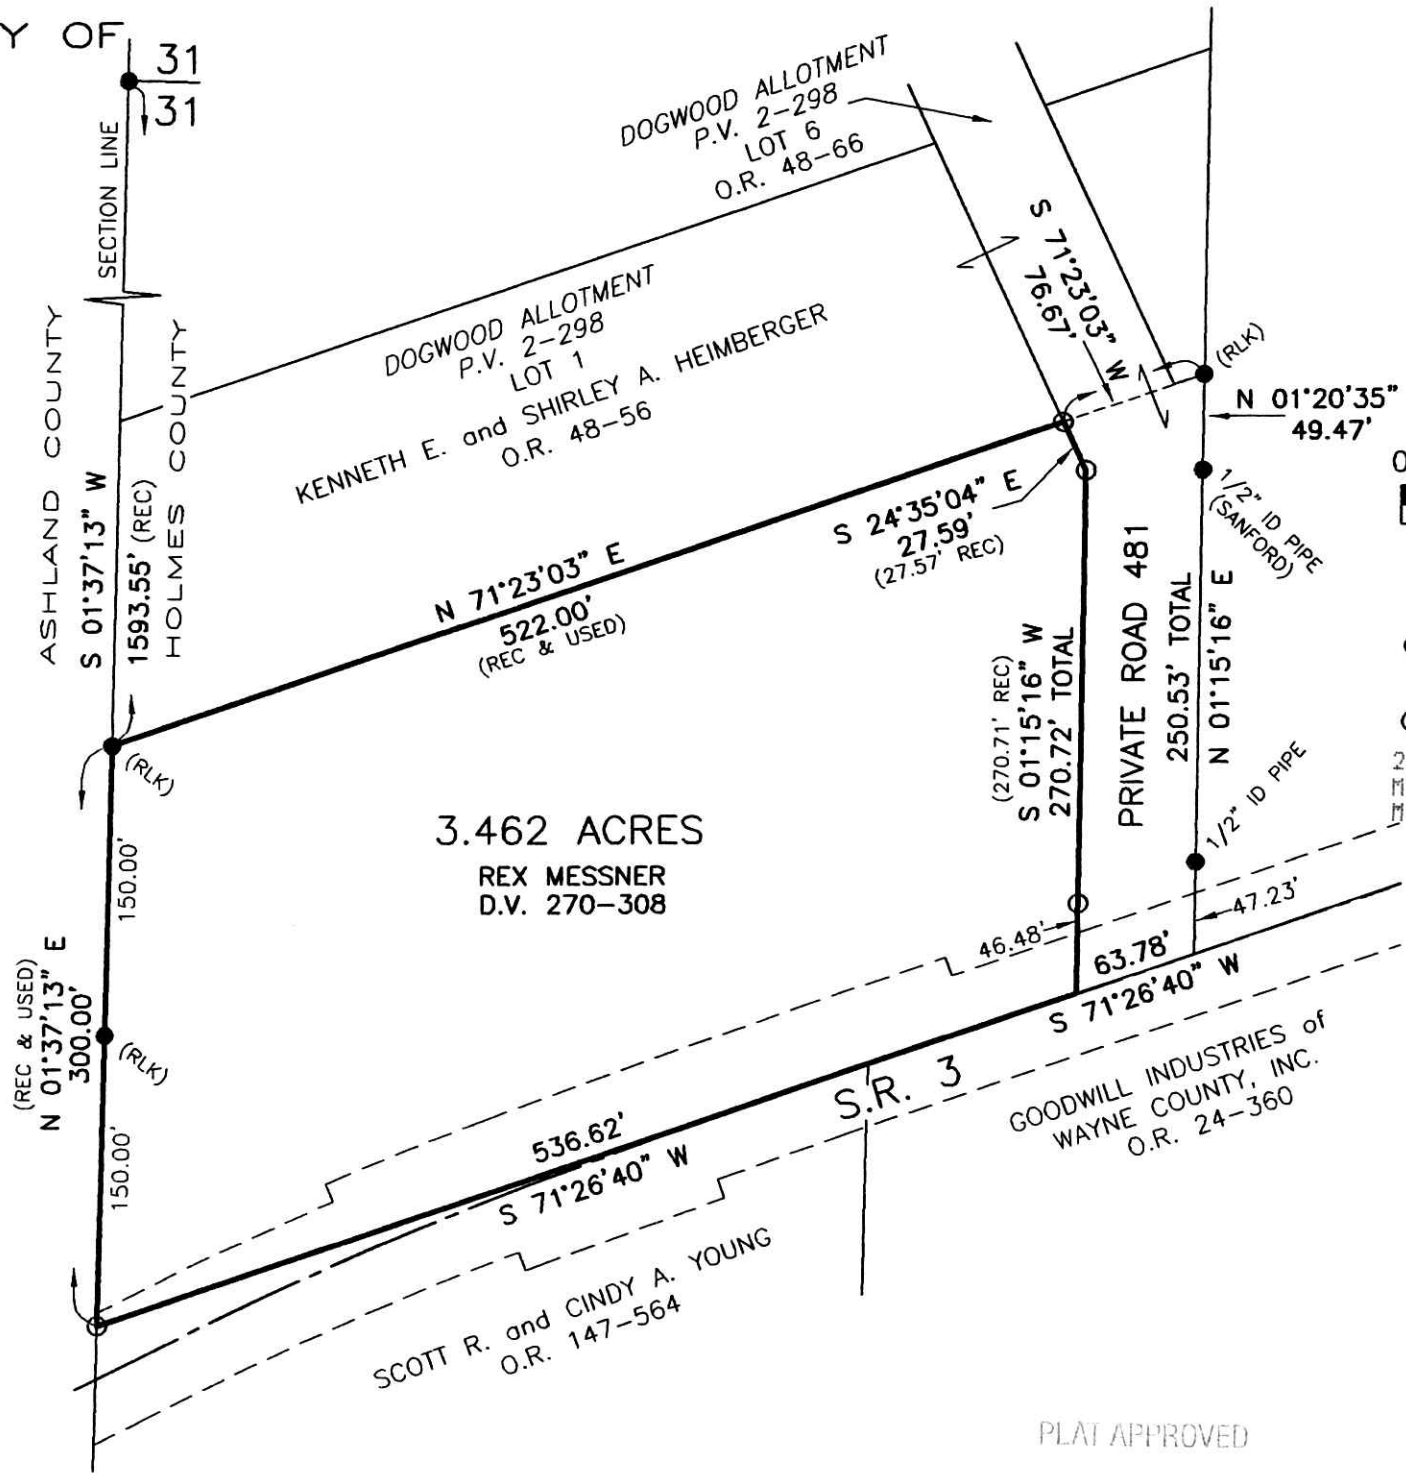 Y OF
31
31
SECTION LINE
ASHLAND COUNTY
S 01°37'13" W
1593.55' (REC)
HOLMES COUNTY
DOGWOOD ALLOTMENT
P.V. 2-298
LOT 6
O.R. 48-66
DOGWOOD ALLOTMENT
P.V. 2-298
LOT 1
KENNETH E. and SHIRLEY A. HEIMBERGER
O.R. 48-56
S 71°23'03" W
76.67'
(RLK)
N 01°20'35"
49.47'
1/2" ID PIPE
(SANFORD)
S 24°35'04" E
27.59'
(27.57' REC)
N 71°23'03" E
522.00'
(REC & USED)
(270.71' REC)
S 01°15'16" W
270.72' TOTAL
PRIVATE ROAD 481
250.53' TOTAL
N 01°15'16" E
1/2" ID PIPE
(RLK)
150.00'
3.462 ACRES
REX MESSNER
D.V. 270-308
(REC & USED)
N 01°37'13" E
300.00'
(RLK)
150.00'
46.48'
47.23'
63.78'
S 71°26'40" W
S.R. 3
536.62'
S 71°26'40" W
GOODWILL INDUSTRIES of
WAYNE COUNTY, INC.
O.R. 24-360
SCOTT R. and CINDY A. YOUNG
O.R. 147-564
PLAT APPROVED